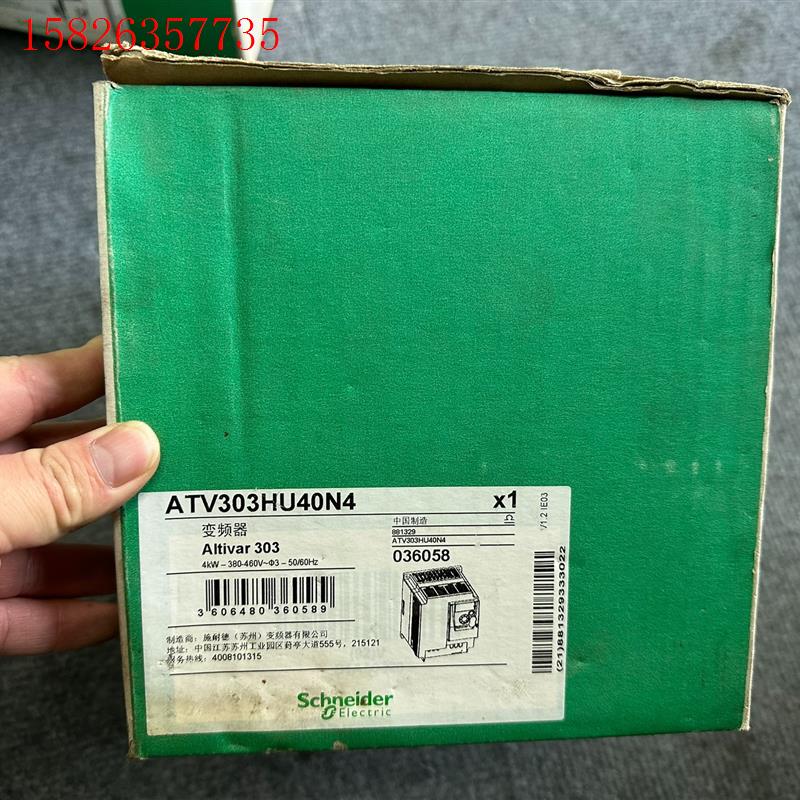 15826357735
ATV303HU40N4 x1
变频器
Altivar 303
4kW - 380-460V~Φ3 - 50/60Hz
中国制造
881329
ATV303HU40N4
036058
V1.2 IE03
3 606480 360589
(21)881329333022
制造商: 施耐德 (苏州) 变频器有限公司
地址: 中国江苏苏州工业园区葑亭大道555号, 215121
服务热线: 4008101315
Schneider
Electric